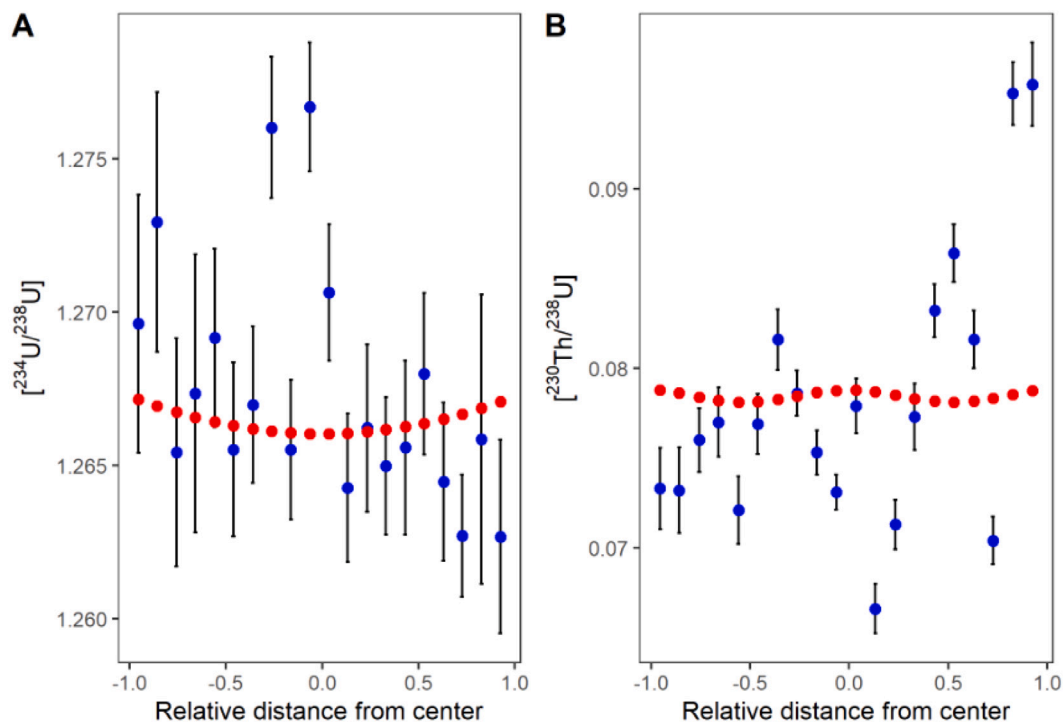 A
B
[²³⁴U/²³⁸U]
1.275
1.270
1.265
1.260
-1.0 -0.5 0.0 0.5 1.0
Relative distance from center
[²³⁰Th/²³⁸U]
0.09
0.08
0.07
-1.0 -0.5 0.0 0.5 1.0
Relative distance from center